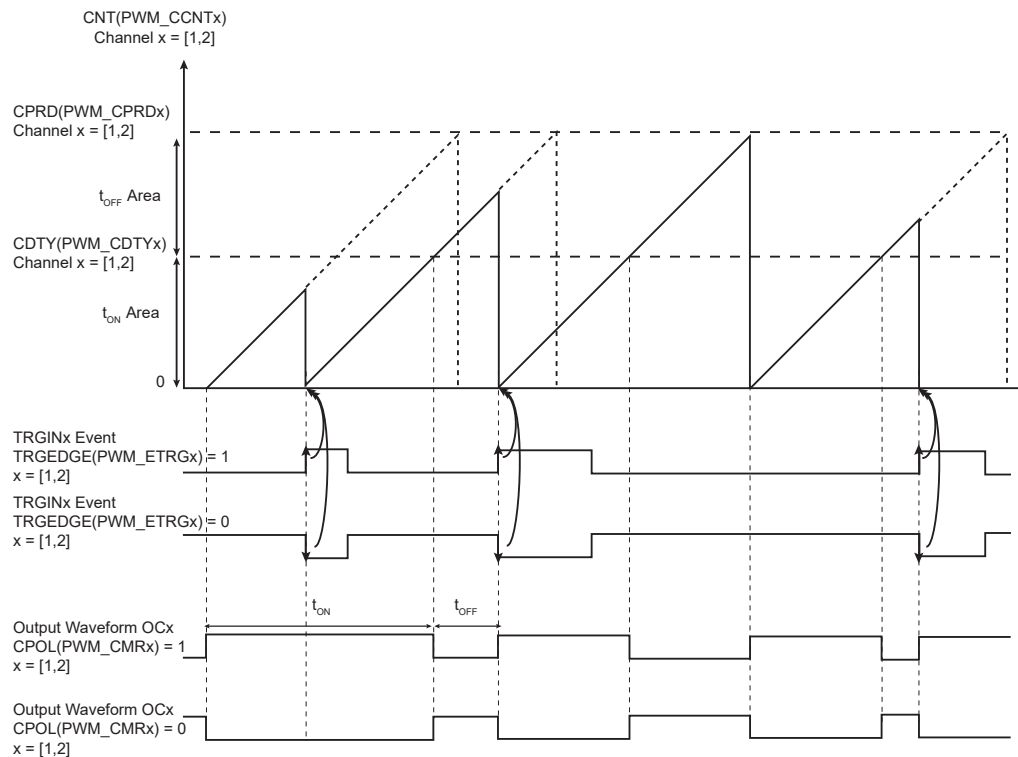 CNT(PWM_CCNTx)
Channel x = [1,2]
CPRD(PWM_CPRDx)
Channel x = [1,2]
tOFF Area
CDTY(PWM_CDTYx)
Channel x = [1,2]
tON Area
0
TRGINx Event
TRGEDGE(PWM_ETRGx) = 1
x = [1,2]
TRGINx Event
TRGEDGE(PWM_ETRGx) = 0
x = [1,2]
tON
tOFF
Output Waveform OCx
CPOL(PWM_CMRx) = 1
x = [1,2]
Output Waveform OCx
CPOL(PWM_CMRx) = 0
x = [1,2]